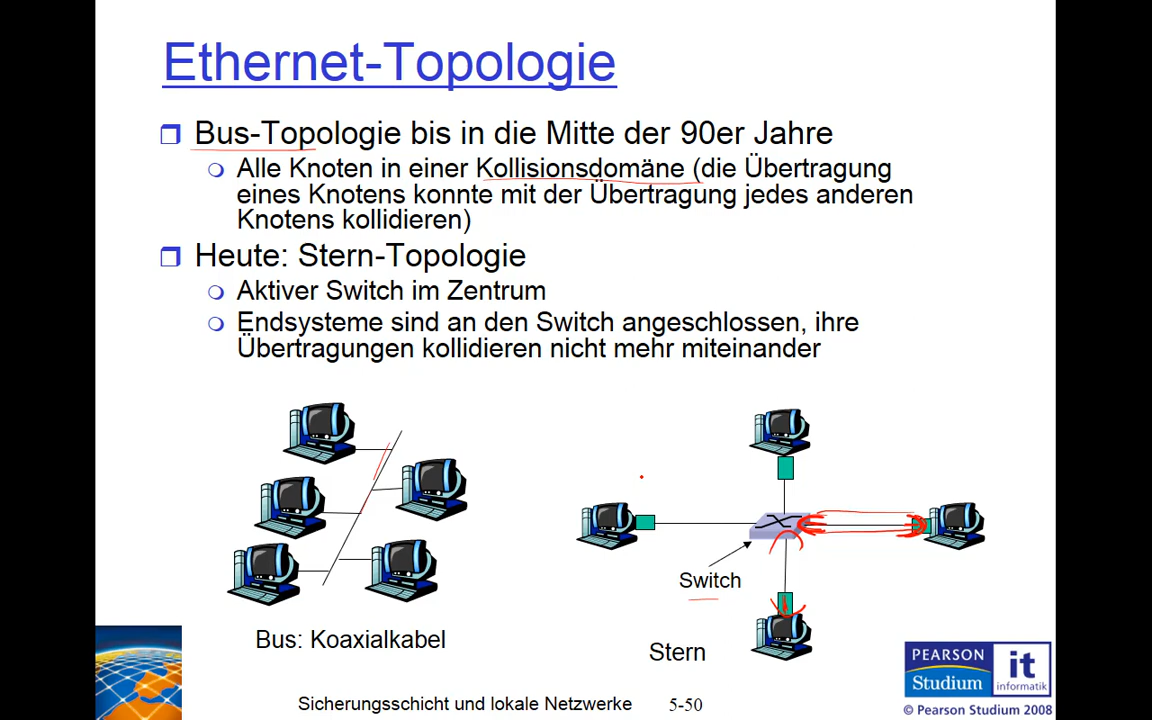 Ethernet-Topologie
Bus-Topologie bis in die Mitte der 90er Jahre
Alle Knoten in einer Kollisionsdomäne (die Übertragung
eines Knotens konnte mit der Übertragung jedes anderen
Knotens kollidieren)
Heute: Stern-Topologie
Aktiver Switch im Zentrum
Endsysteme sind an den Switch angeschlossen, ihre
Übertragungen kollidieren nicht mehr miteinander
Switch
Bus: Koaxialkabel
Stern
PEARSON
Studium
it
informatik
Sicherungsschicht und lokale Netzwerke 5-50
© Pearson Studium 2008